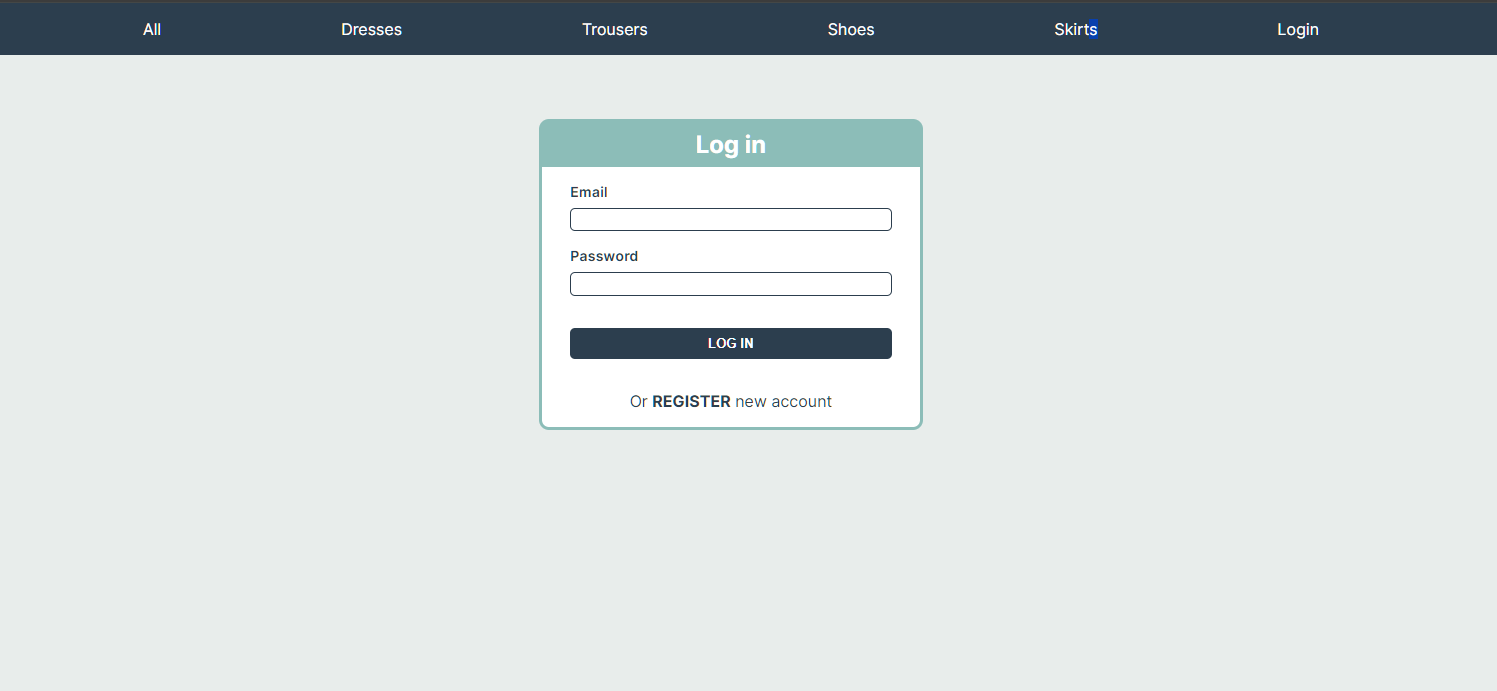 All Dresses Trousers Shoes Skirts Login
Log in
Email
Password
LOG IN
Or REGISTER new account